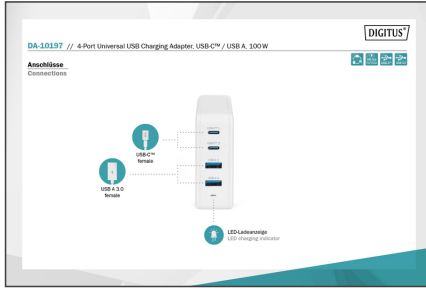 DIGITUS®
DA-10197 // 4-Port Universal USB Charging Adapter, USB-C™ / USB A, 100 W
Anschlüsse
Connections
USB-C™
female
USB A 3.0
female
LED-Ladeanzeige
LED charging indicator